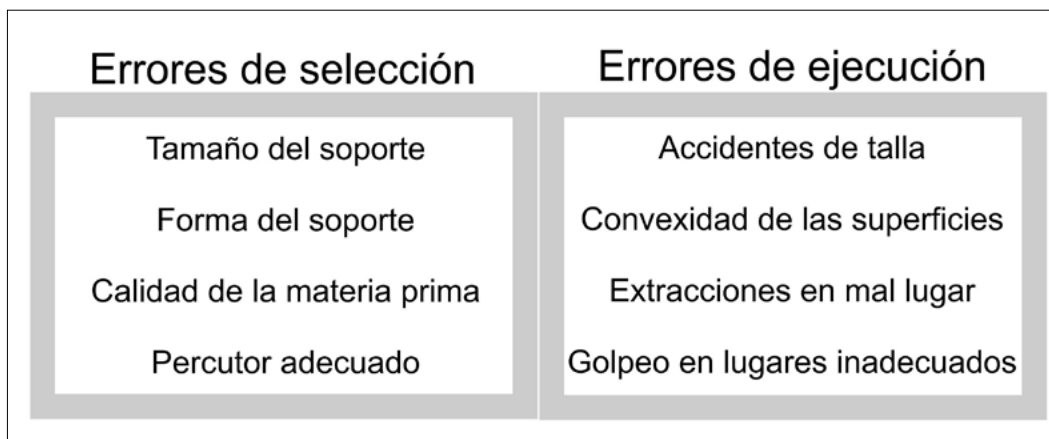 Errores de selección
Tamaño del soporte
Forma del soporte
Calidad de la materia prima
Percutor adecuado
Errores de ejecución
Accidentes de talla
Convexidad de las superficies
Extracciones en mal lugar
Golpeo en lugares inadecuados